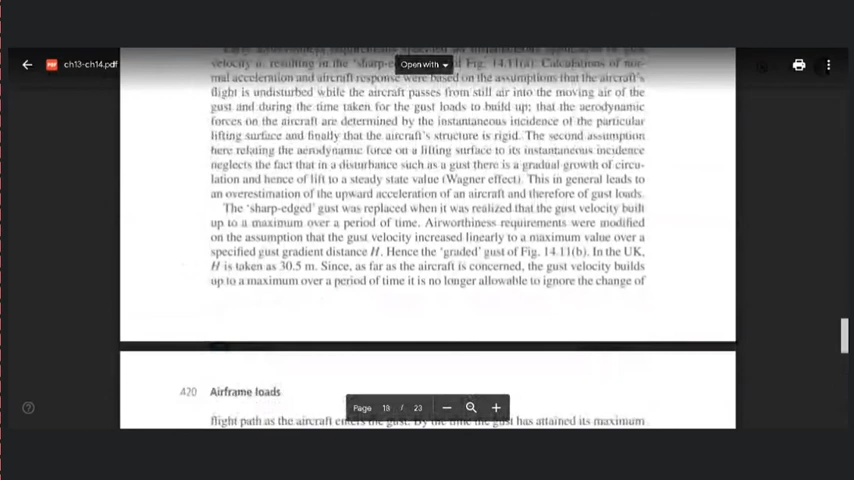 ch13-ch14.pdf
Open with
velocity u, resulting in the 'sharp-e of Fig. 14.11(a). Calculations of nor-
mal acceleration and aircraft response were based on the assumptions that the aircraft's
flight is undisturbed while the aircraft passes from still air into the moving air of the
gust and during the time taken for the gust loads to build up; that the aerodynamic
forces on the aircraft are determined by the instantaneous incidence of the particular
lifting surface and finally that the aircraft's structure is rigid. The second assumption
here relating the aerodynamic force on a lifting surface to its instantaneous incidence
neglects the fact that in a disturbance such as a gust there is a gradual growth of circu-
lation and hence of lift to a steady state value (Wagner effect). This in general leads to
an overestimation of the upward acceleration of an aircraft and therefore of gust loads.
The 'sharp-edged' gust was replaced when it was realized that the gust velocity built
up to a maximum over a period of time. Airworthiness requirements were modified
on the assumption that the gust velocity increased linearly to a maximum value over a
specified gust gradient distance H. Hence the 'graded' gust of Fig. 14.11(b). In the UK,
H is taken as 30.5 m. Since, as far as the aircraft is concerned, the gust velocity builds
up to a maximum over a period of time it is no longer allowable to ignore the change of
420 Airframe loads
Page 19 / 23
flight path as the aircraft enters the gust. By the time the gust has attained its maximum